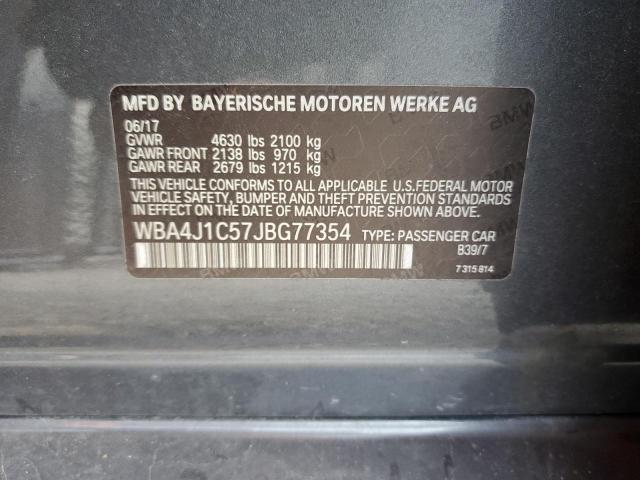 MFD BY BAYERISCHE MOTOREN WERKE AG
06/17
GVWR 4630 lbs 2100 kg
GAWR FRONT 2138 lbs 970 kg
GAWR REAR 2679 lbs 1215 kg
THIS VEHICLE CONFORMS TO ALL APPLICABLE U.S.FEDERAL MOTOR
VEHICLE SAFETY, BUMPER, AND THEFT PREVENTION STANDARDS
IN EFFECT ON THE DATE OF MANUFACTURE SHOWN ABOVE.
WBA4J1C57JBG77354 TYPE: PASSENGER CAR
B39/7
7 315 814